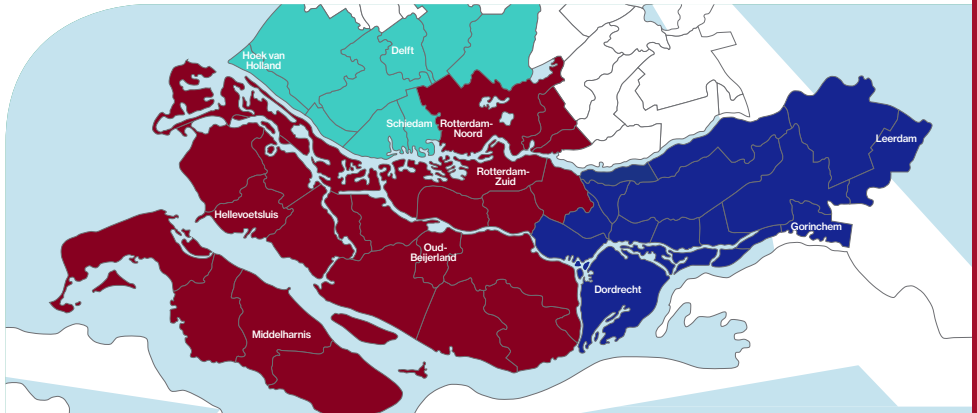 Hoek van
Holland
Delft
Schiedam
Rotterdam-
Noord
Leerdam
Rotterdam-
Zuid
Hellevoetsluis
Gorinchem
Oud-
Beijerland
Dordrecht
Middelharnis